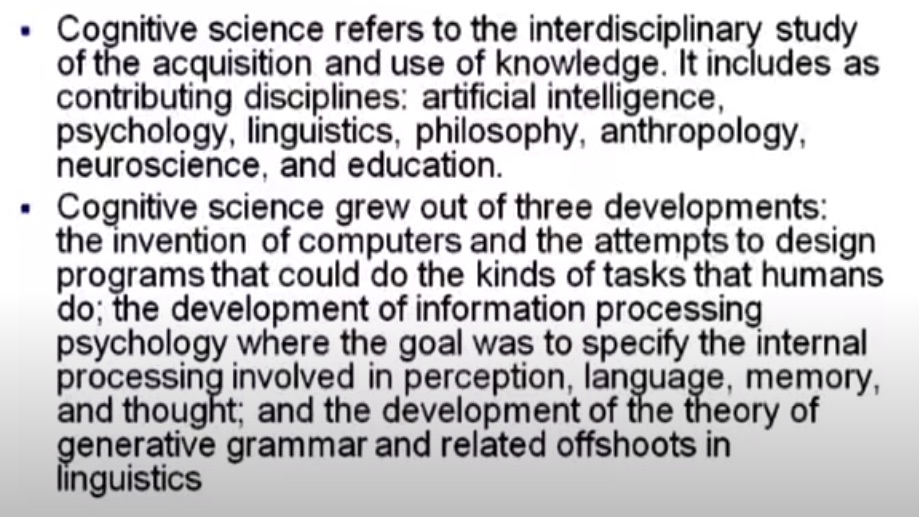 ▪ Cognitive science refers to the interdisciplinary study
of the acquisition and use of knowledge. It includes as
contributing disciplines: artificial intelligence,
psychology, linguistics, philosophy, anthropology,
neuroscience, and education.
▪ Cognitive science grew out of three developments:
the invention of computers and the attempts to design
programs that could do the kinds of tasks that humans
do; the development of information processing
psychology where the goal was to specify the internal
processing involved in perception, language, memory,
and thought; and the development of the theory of
generative grammar and related offshoots in
linguistics